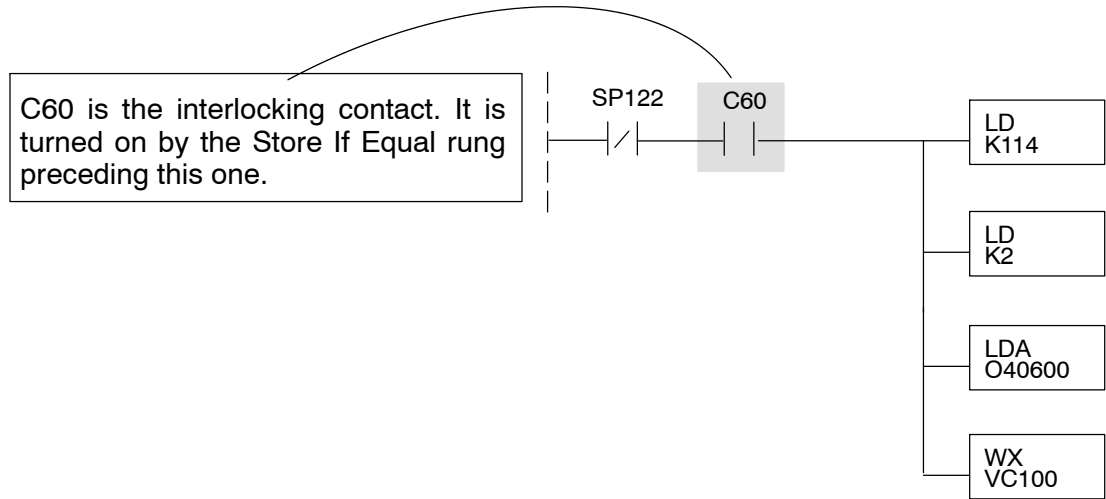 C60 is the interlocking contact. It is
turned on by the Store If Equal rung
preceding this one.
SP122
C60
LD
K114
LD
K2
LDA
O40600
WX
VC100